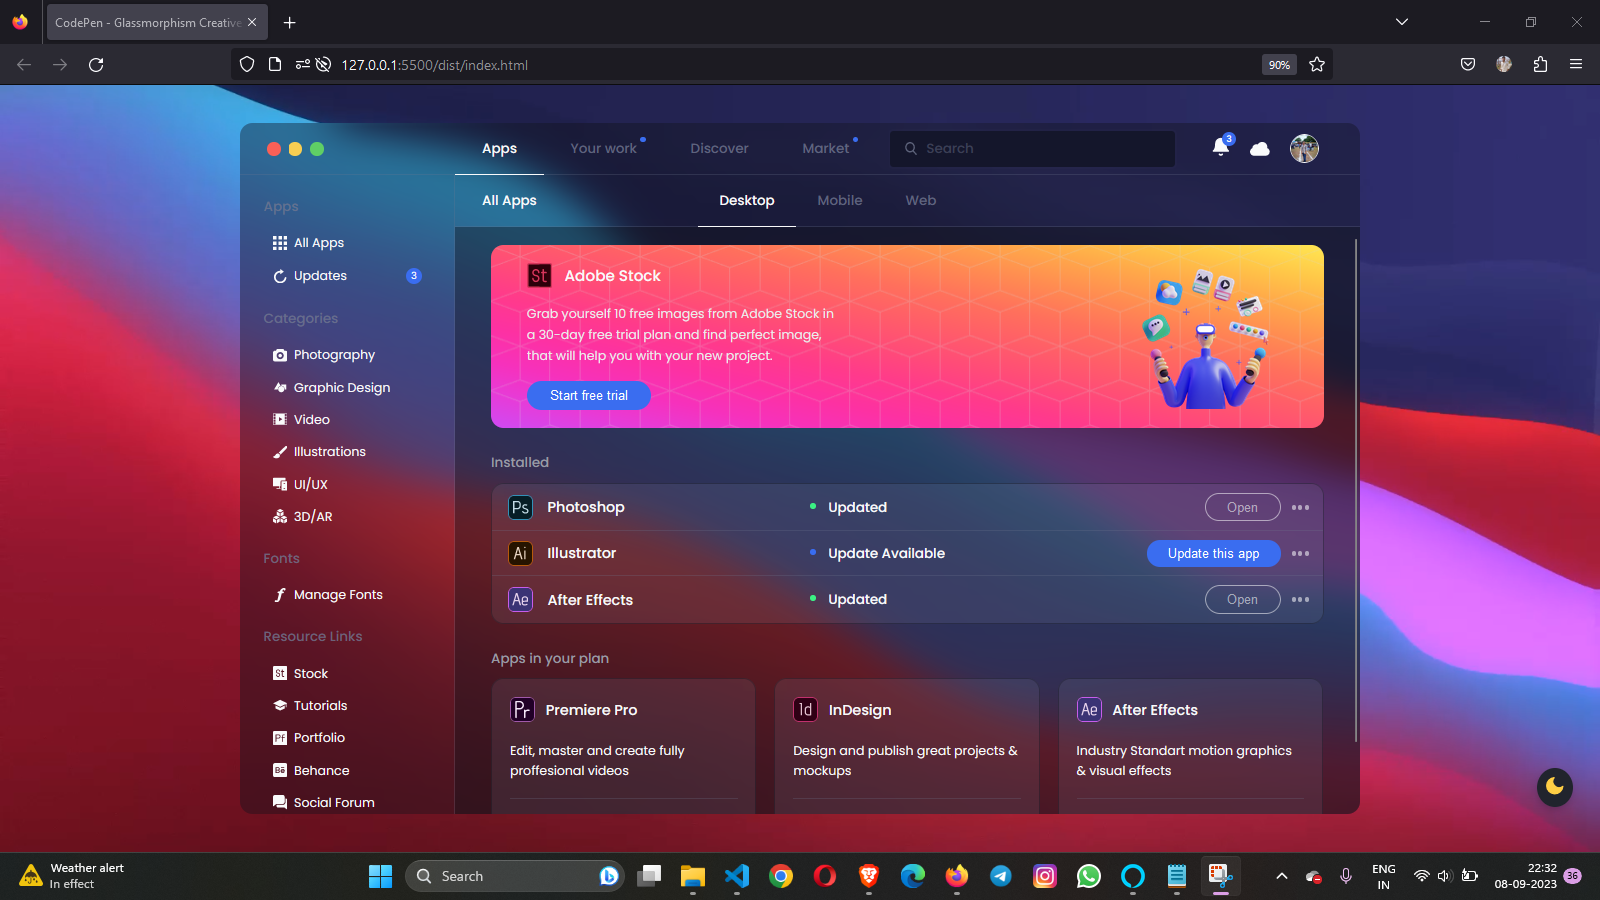 CodePen - Glassmorphism Creative
127.0.0.1:5500/dist/index.html
90%
Apps
Your work
Discover
Market
Search
3
Apps
All Apps
Updates
3
Categories
Photography
Graphic Design
Video
Illustrations
UI/UX
3D/AR
Fonts
Manage Fonts
Resource Links
St
Stock
Tutorials
Pf
Portfolio
Bē
Behance
Social Forum
All Apps
Desktop
Mobile
Web
St
Adobe Stock
Grab yourself 10 free images from Adobe Stock in
a 30-day free trial plan and find perfect image,
that will help you with your new project.
Start free trial
Installed
Ps
Photoshop
Updated
Open
Ai
Illustrator
Update Available
Update this app
Ae
After Effects
Updated
Open
Apps in your plan
Pr
Premiere Pro
Edit, master and create fully
proffesional videos
Id
InDesign
Design and publish great projects &
mockups
Ae
After Effects
Industry Standart motion graphics
& visual effects
Weather alert
In effect
Search
ENG
IN
22:32
08-09-2023
36